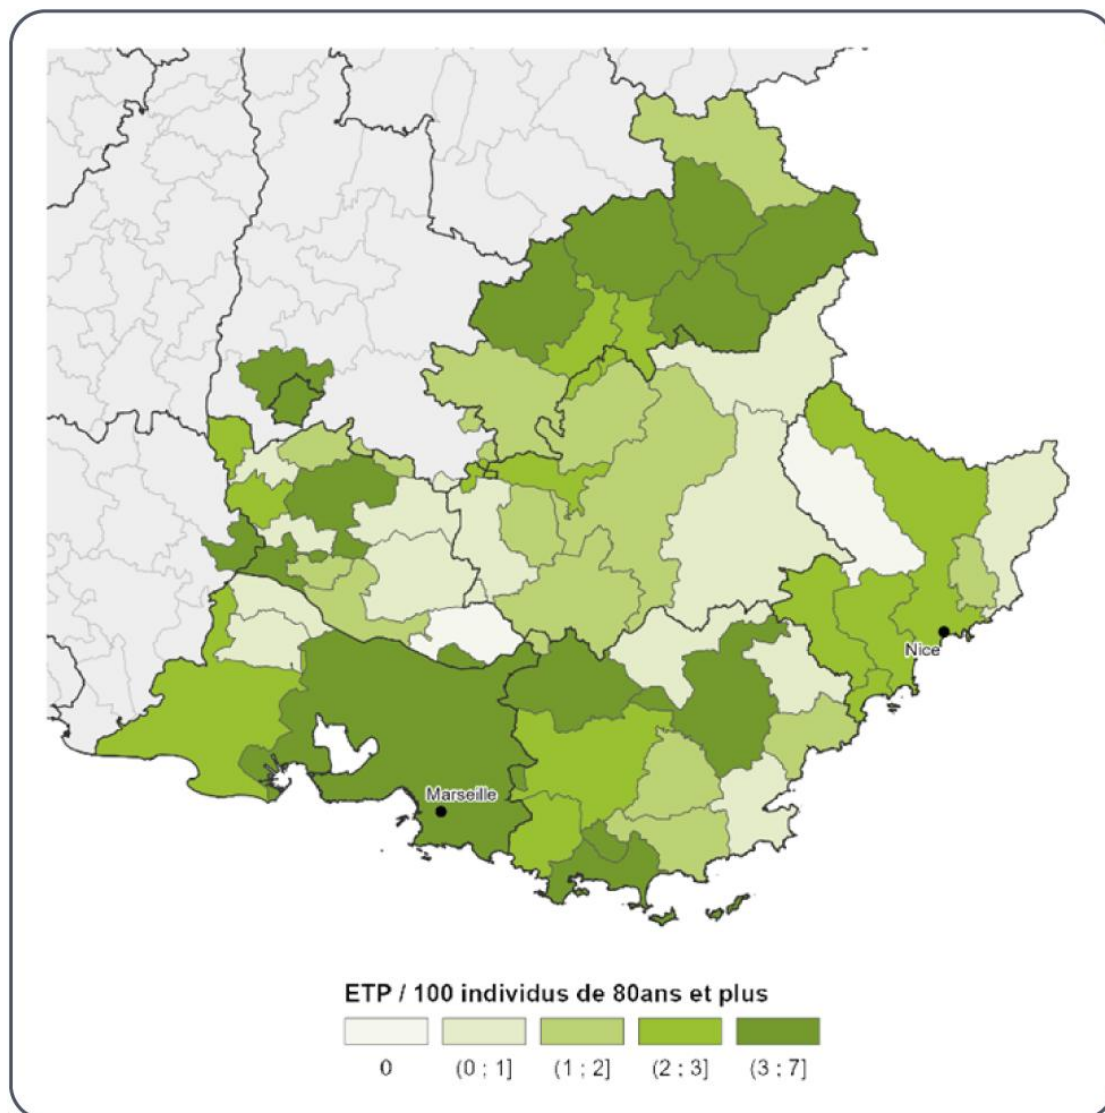 Nice
Marseille
ETP / 100 individus de 80ans et plus
0 (0 ; 1] (1 ; 2] (2 ; 3] (3 ; 7]